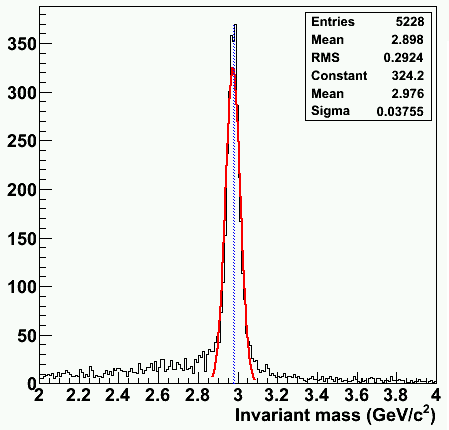 Entries 5228
Mean 2.898
RMS 0.2924
Constant 324.2
Mean 2.976
Sigma 0.03755
350
300
250
200
150
100
50
0
2 2.2 2.4 2.6 2.8 3 3.2 3.4 3.6 3.8 4
Invariant mass (GeV/c²)